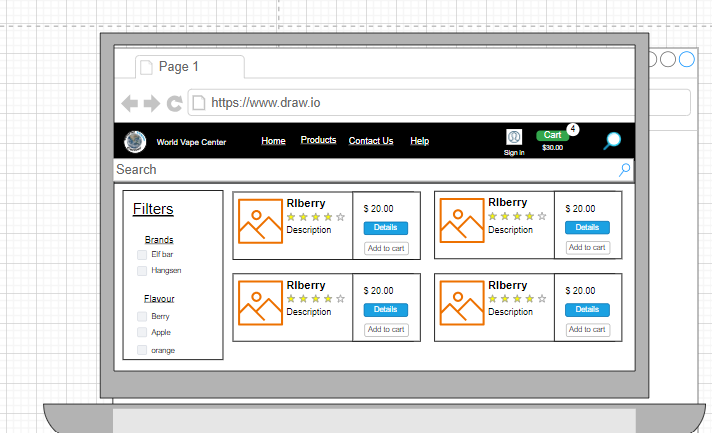 Page 1
https://www.draw.io
World Vape Center Home Products Contact Us Help Sign in Cart 4 $30.00
Search
Filters
Brands
Elf bar
Hangsen
Flavour
Berry
Apple
orange
RIberry
Description
$ 20.00
Details
Add to cart
RIberry
Description
$ 20.00
Details
Add to cart
RIberry
Description
$ 20.00
Details
Add to cart
RIberry
Description
$ 20.00
Details
Add to cart